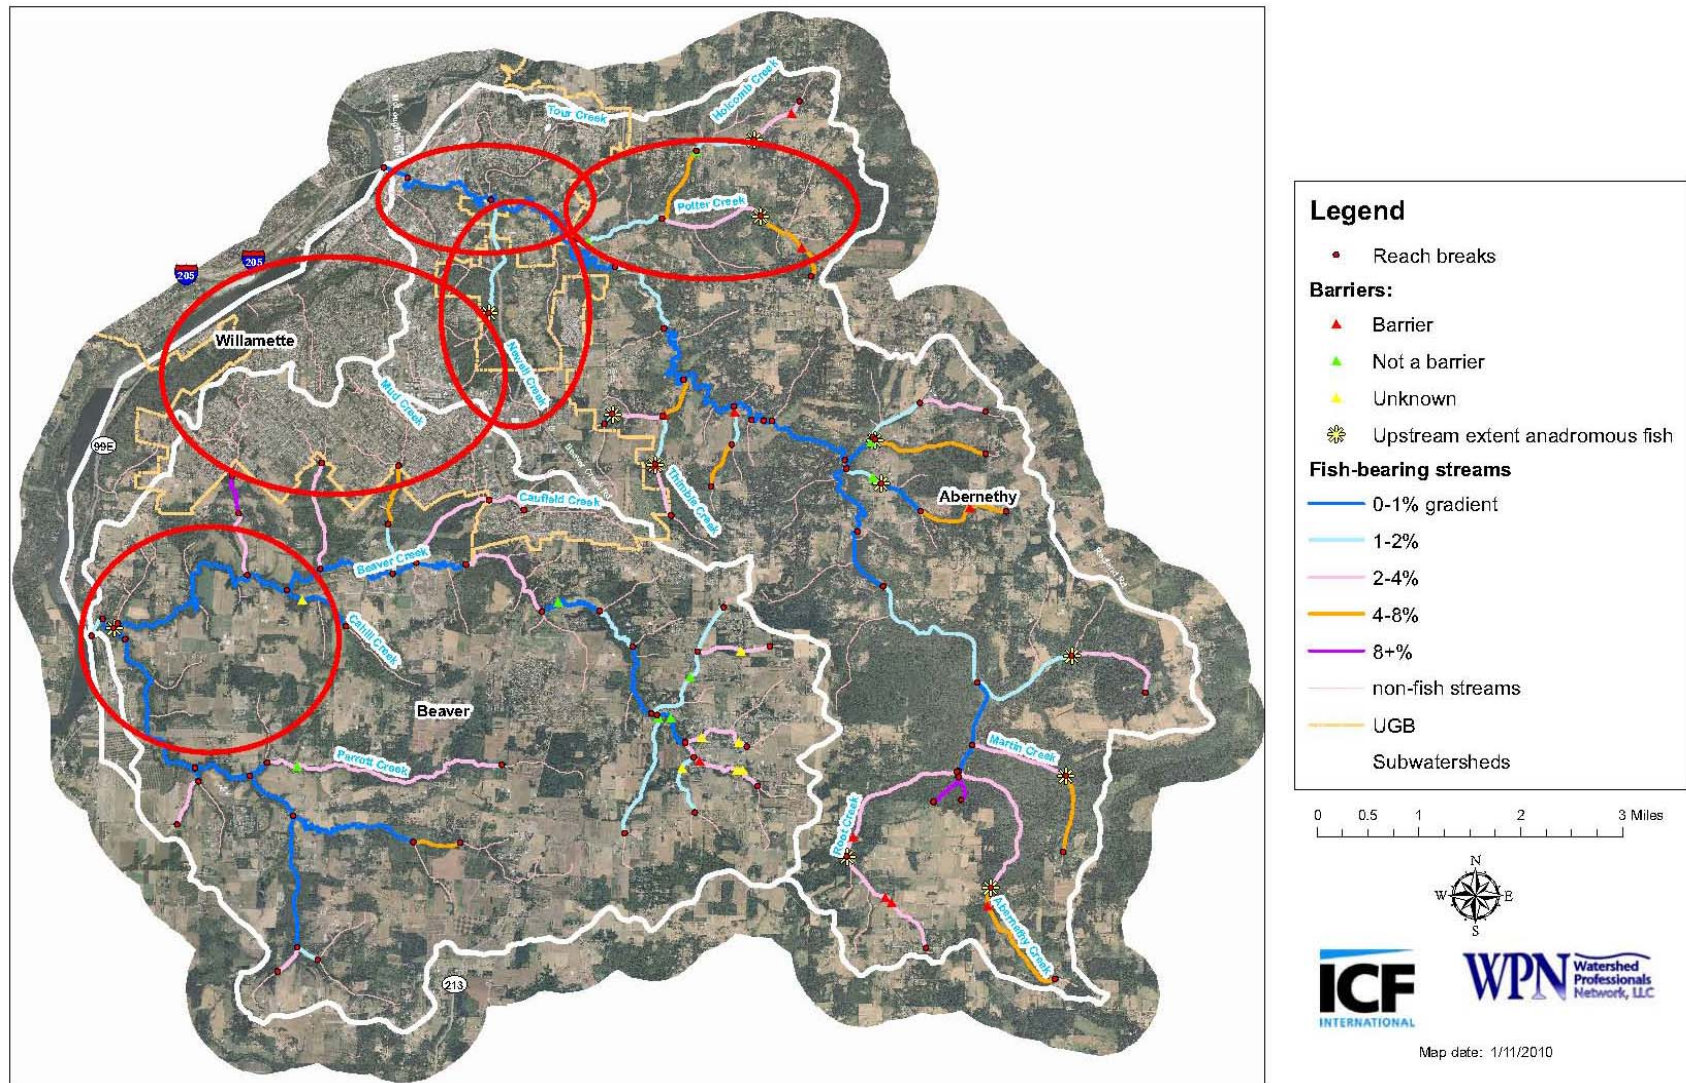 Tour Creek
Holcomb Creek
Potter Creek
205
205
Willamette
Newell Creek
Mud Creek
99E
Beaver Creek Rd
Thimble Creek
Caufield Creek
Abernethy
Beaver Creek
Cahill Creek
Beaver
Parrott Creek
Martin Creek
Root Creek
Abernethy Creek
213
Legend
Reach breaks
Barriers:
Barrier
Not a barrier
Unknown
Upstream extent anadromous fish
Fish-bearing streams
0-1% gradient
1-2%
2-4%
4-8%
8+%
non-fish streams
UGB
Subwatersheds
0 0.5 1 2 3 Miles
N
W E
S
ICF
INTERNATIONAL
WPN Watershed
Professionals
Network, LLC
Map date: 1/11/2010